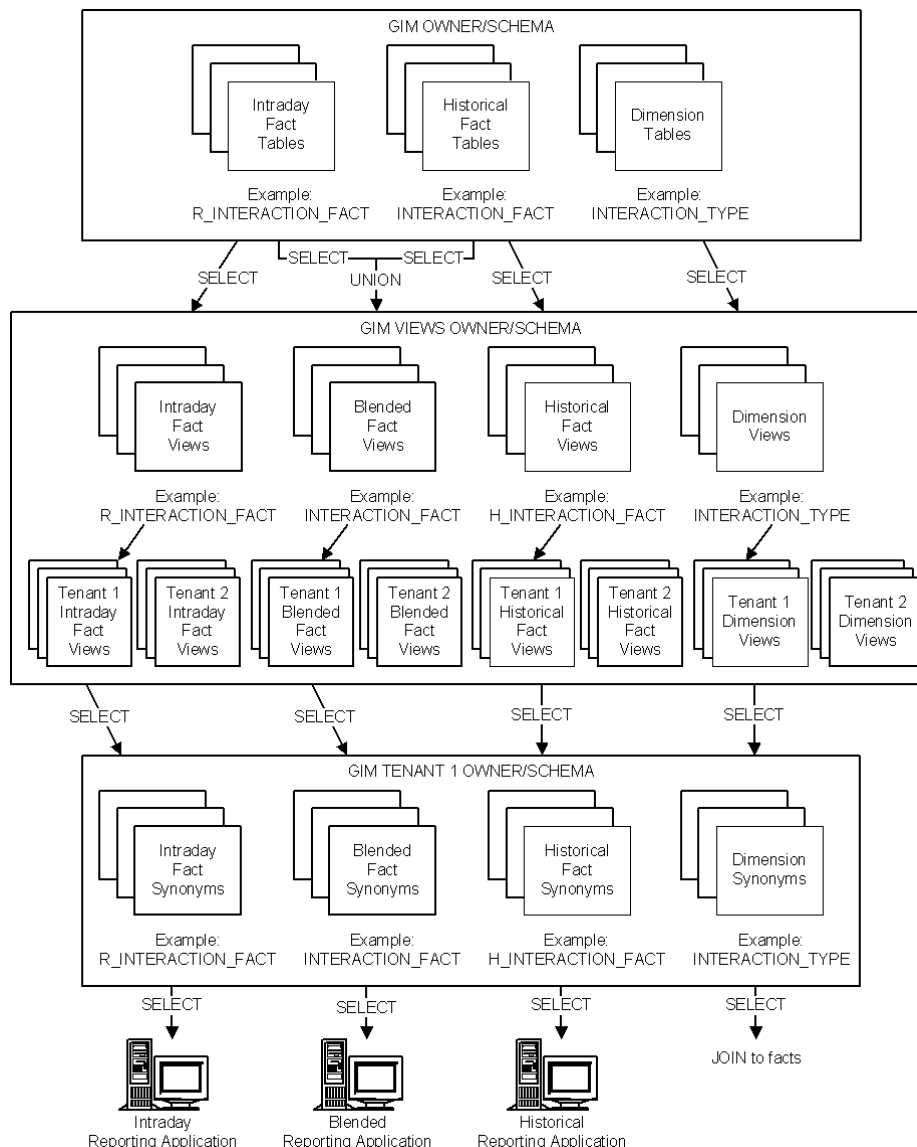 GIM OWNER/SCHEMA
Intraday
Fact
Tables
Historical
Fact
Tables
Dimension
Tables
Example:
R_INTERACTION_FACT
Example:
INTERACTION_FACT
Example:
INTERACTION_TYPE
SELECT
SELECT
SELECT
UNION
SELECT
SELECT
GIM VIEWS OWNER/SCHEMA
Intraday
Fact
Views
Blended
Fact
Views
Historical
Fact
Views
Dimension
Views
Example:
R_INTERACTION_FACT
Example:
INTERACTION_FACT
Example:
H_INTERACTION_FACT
Example:
INTERACTION_TYPE
Tenant 1
Intraday
Fact
Views
Tenant 2
Intraday
Fact
Views
Tenant 1
Blended
Fact
Views
Tenant 2
Blended
Fact
Views
Tenant 1
Historical
Fact
Views
Tenant 2
Historical
Fact
Views
Tenant 1
Dimension
Views
Tenant 2
Dimension
Views
SELECT
SELECT
SELECT
SELECT
GIM TENANT 1 OWNER/SCHEMA
Intraday
Fact
Synonyms
Blended
Fact
Synonyms
Historical
Fact
Synonyms
Dimension
Synonyms
Example:
R_INTERACTION_FACT
Example:
INTERACTION_FACT
Example:
H_INTERACTION_FACT
Example:
INTERACTION_TYPE
SELECT
SELECT
SELECT
SELECT
JOIN to facts
Intraday
Reporting Application
Blended
Reporting Application
Historical
Reporting Application